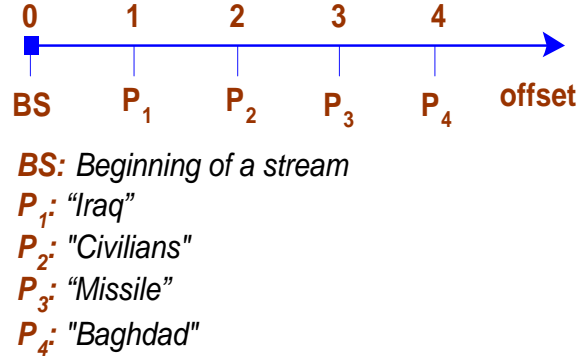 0 1 2 3 4
BS P1 P2 P3 P4 offset
BS: Beginning of a stream
P1: “Iraq”
P2: "Civilians"
P3: “Missile”
P4: "Baghdad"